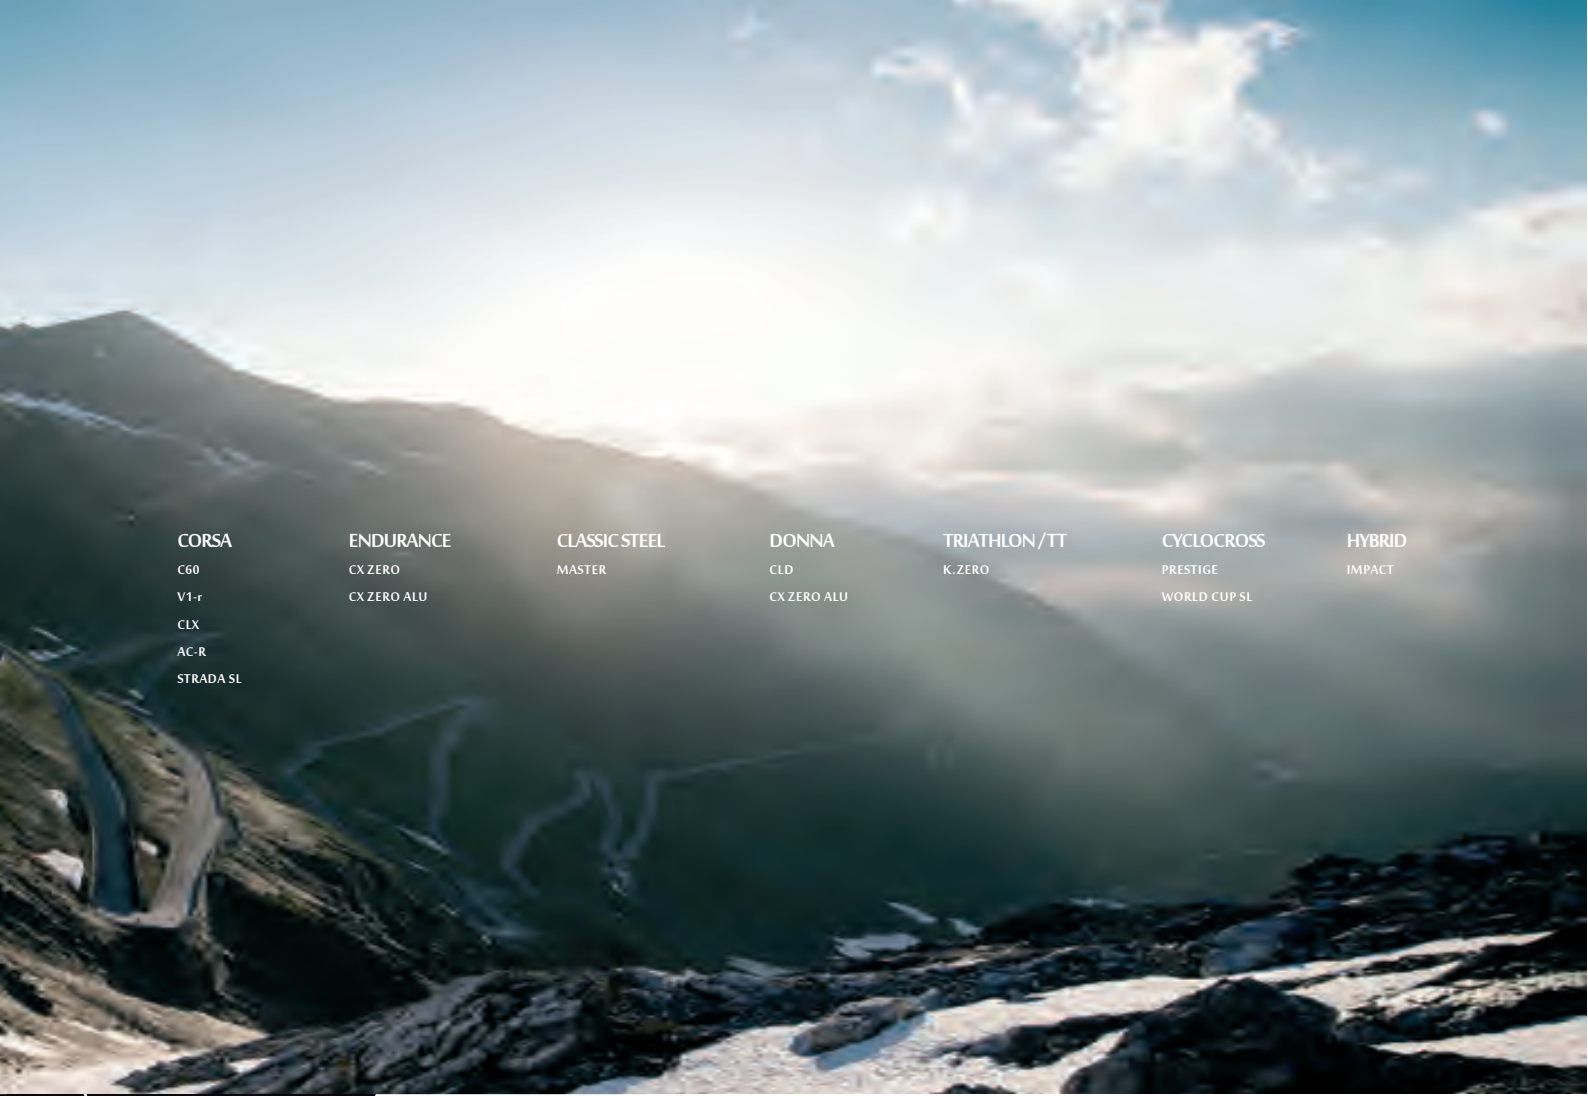 CORSA
C60
V1-r
CLX
AC-R
STRADA SL
ENDURANCE
CX ZERO
CX ZERO ALU
CLASSIC STEEL
MASTER
DONNA
CLD
CX ZERO ALU
TRIATHLON / TT
K.ZERO
CYCLOCROSS
PRESTIGE
WORLD CUP SL
HYBRID
IMPACT